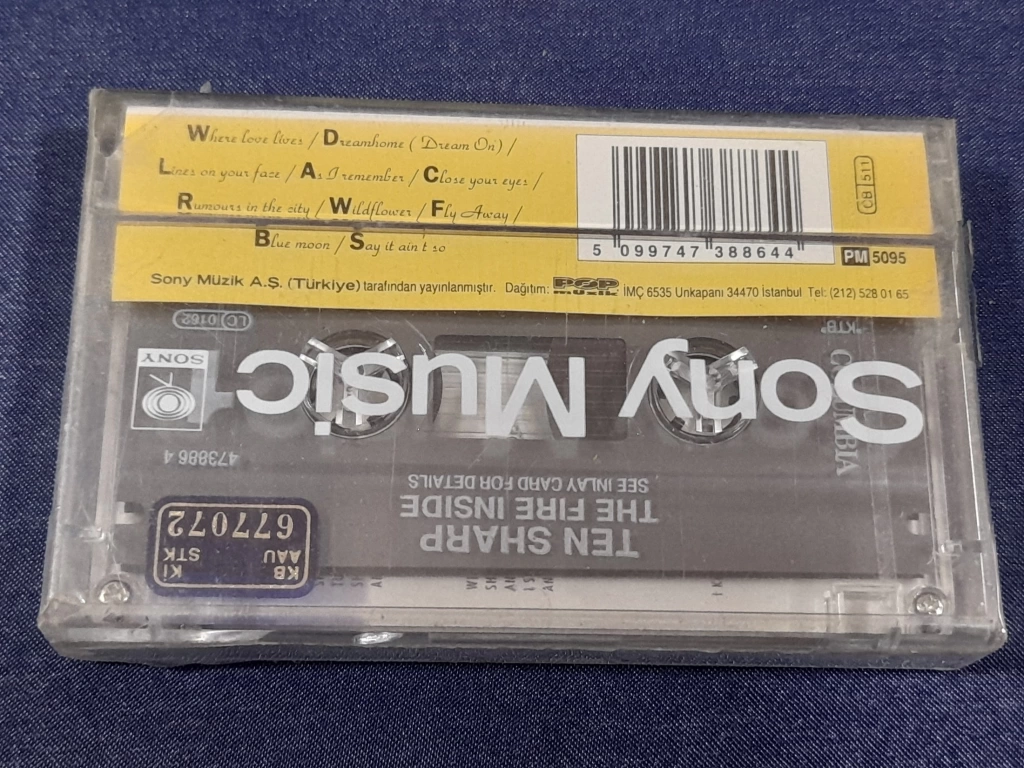 Where love lives / Dreamhome ( Dream On) /
Lines on your face / As I remember / Close your eyes /
Rumours in the city / Wildflower / Fly Away /
Blue moon / Say it ain't so
5 099747 388644
CB 511
PM 5095
Sony Müzik A.Ş. (Türkiye) tarafından yayınlanmıştır. Dağıtım: POP MÜZİK İMÇ 6535 Unkapanı 34470 İstanbul Tel: (212) 528 01 65
LC 0162
"KTB"
SONY
Sony Music
COLUMBIA
473886 4
SEE INLAY CARD FOR DETAILS
THE FIRE INSIDE
TEN SHARP
677072
KI STK
KB AAU